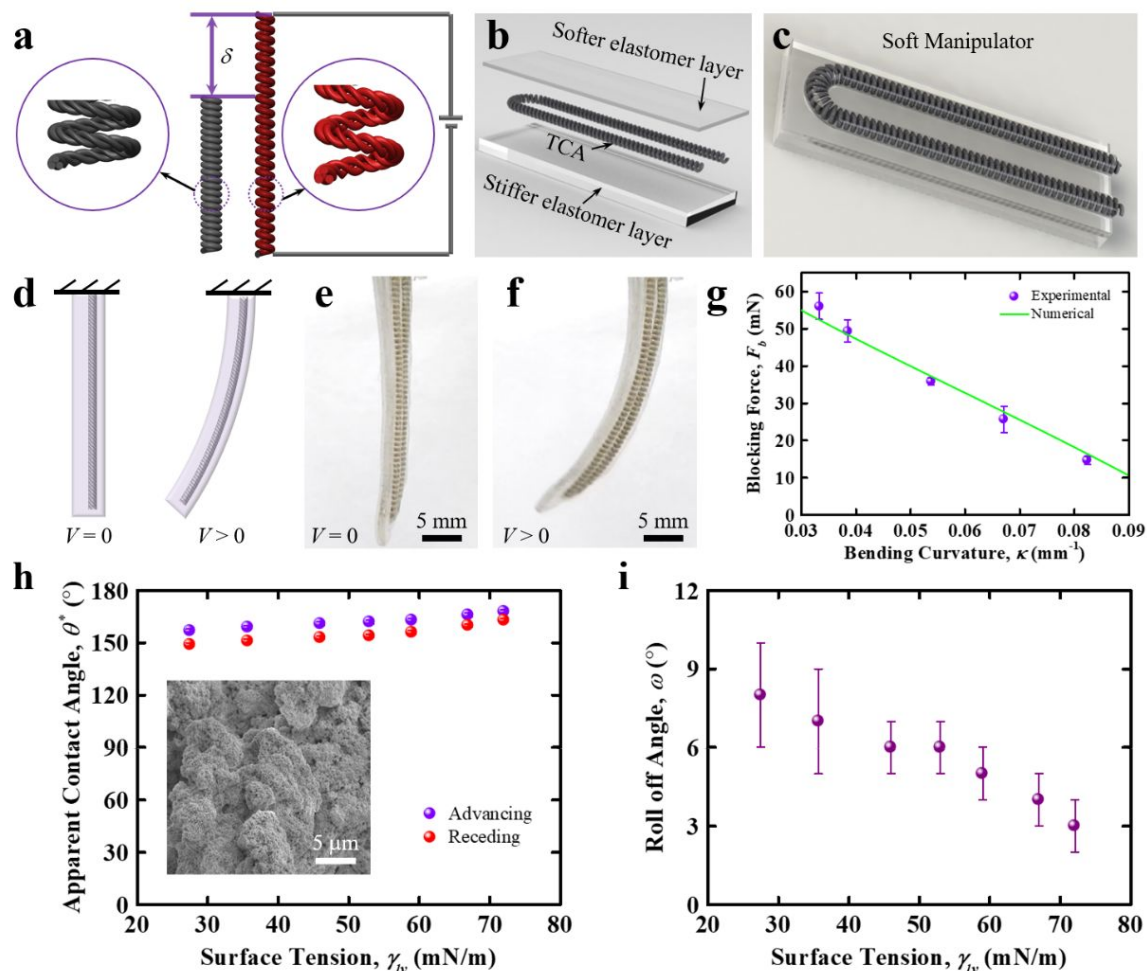 a
δ
b
Softer elastomer layer
TCA
Stiffer elastomer layer
c
Soft Manipulator
d
V = 0
V > 0
e
V = 0
5 mm
f
V > 0
5 mm
g
Blocking Force, F_b (mN)
60
50
40
30
20
10
0
Experimental
Numerical
0.03 0.04 0.05 0.06 0.07 0.08 0.09
Bending Curvature, κ (mm⁻¹)
h
Apparent Contact Angle, θ* (°)
180
150
120
90
60
30
0
5 μm
Advancing
Receding
20 30 40 50 60 70 80
Surface Tension, γ_lv (mN/m)
i
Roll off Angle, ω (°)
12
9
6
3
0
20 30 40 50 60 70 80
Surface Tension, γ_lv (mN/m)